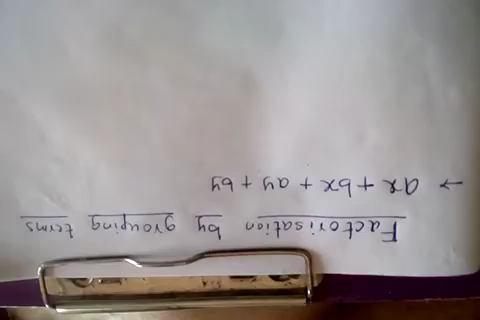 Factorisation by grouping terms
→ ax + bx + ay + by